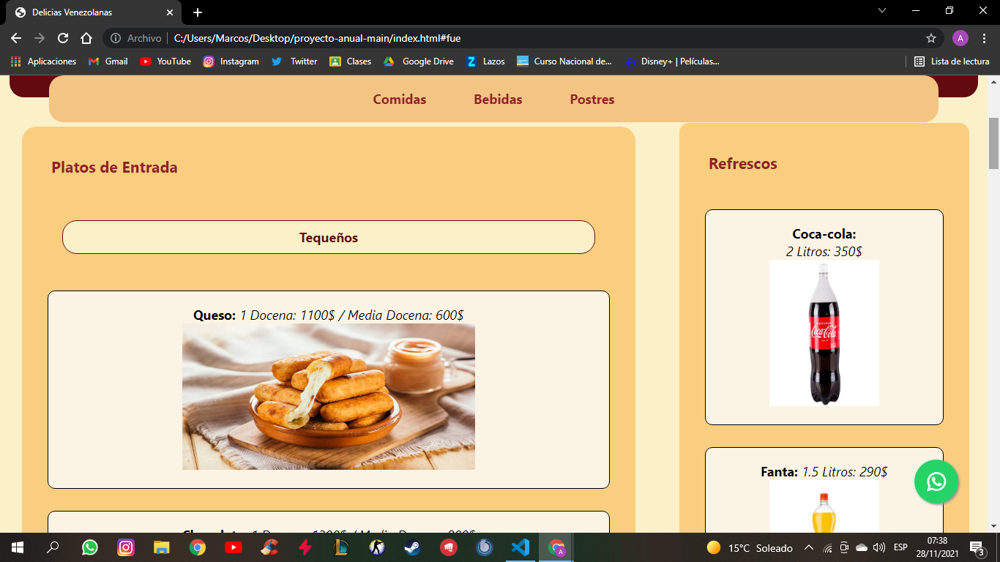 Delicias Venezolanas
Archivo C:/Users/Marcos/Desktop/proyecto-anual-main/index.html#fue
A
Aplicaciones Gmail YouTube Instagram Twitter Clases Google Drive Lazos Curso Nacional de... Disney+ | Películas... Lista de lectura
Comidas Bebidas Postres
Platos de Entrada
Tequeños
Queso: 1 Docena: 1100$ / Media Docena: 600$
Refrescos
Coca-cola:
2 Litros: 350$
Coca-Cola
Fanta: 1.5 Litros: 290$
15°C Soleado ESP 07:38
28/11/2021
3